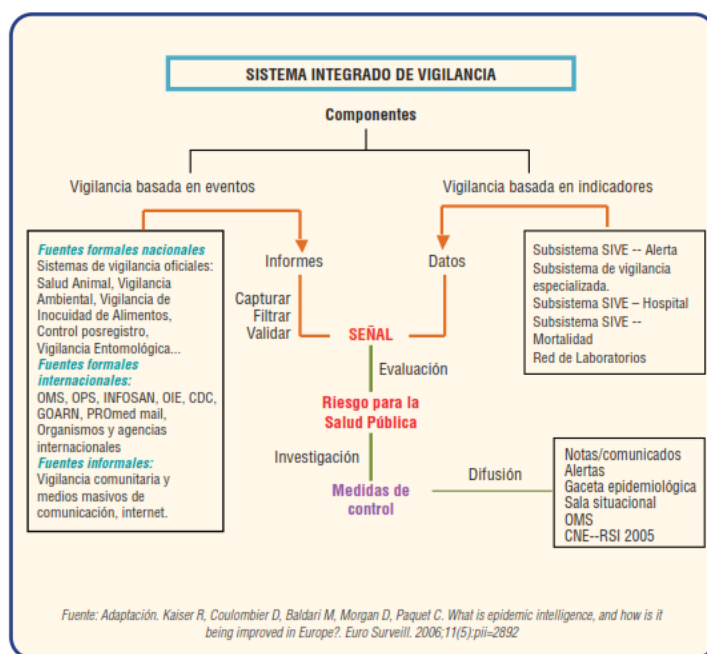 SISTEMA INTEGRADO DE VIGILANCIA
Componentes
Vigilancia basada en eventos
Vigilancia basada en indicadores
Fuentes formales nacionales
Sistemas de vigilancia oficiales:
Salud Animal, Vigilancia
Ambiental, Vigilancia de
Inocuidad de Alimentos,
Control posregistro,
Vigilancia Entomológica...
Fuentes formales
internacionales:
OMS, OPS, INFOSAN, OIE, CDC,
GOARN, PROmed mail,
Organismos y agencias
internacionales
Fuentes informales:
Vigilancia comunitaria y
medios masivos de
comunicación, internet.
Informes
Datos
Capturar
Filtrar
Validar
SEÑAL
Subsistema SIVE -- Alerta
Subsistema de vigilancia
especializada.
Subsistema SIVE – Hospital
Subsistema SIVE --
Mortalidad
Red de Laboratorios
Evaluación
Riesgo para la
Salud Pública
Investigación
Medidas de
control
Difusión
Notas/comunicados
Alertas
Gaceta epidemiológica
Sala situacional
OMS
CNE--RSI 2005
Fuente: Adaptación. Kaiser R, Coulombier D, Baldari M, Morgan D, Paquet C. What is epidemic intelligence, and how is it
being improved in Europe?. Euro Surveill. 2006;11(5):pii=2892